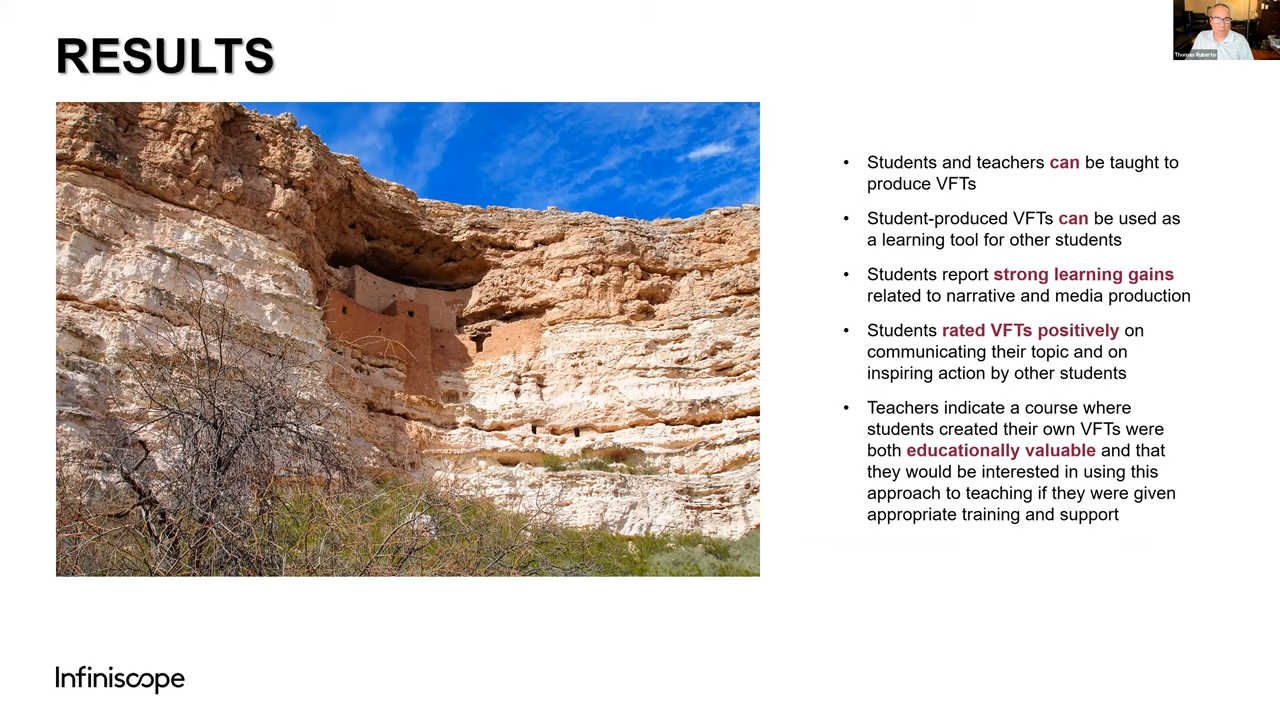 RESULTS
Thomas Ruberto
• Students and teachers can be taught to
produce VFTs
• Student-produced VFTs can be used as
a learning tool for other students
• Students report strong learning gains
related to narrative and media production
• Students rated VFTs positively on
communicating their topic and on
inspiring action by other students
• Teachers indicate a course where
students created their own VFTs were
both educationally valuable and that
they would be interested in using this
approach to teaching if they were given
appropriate training and support
Infiniscope